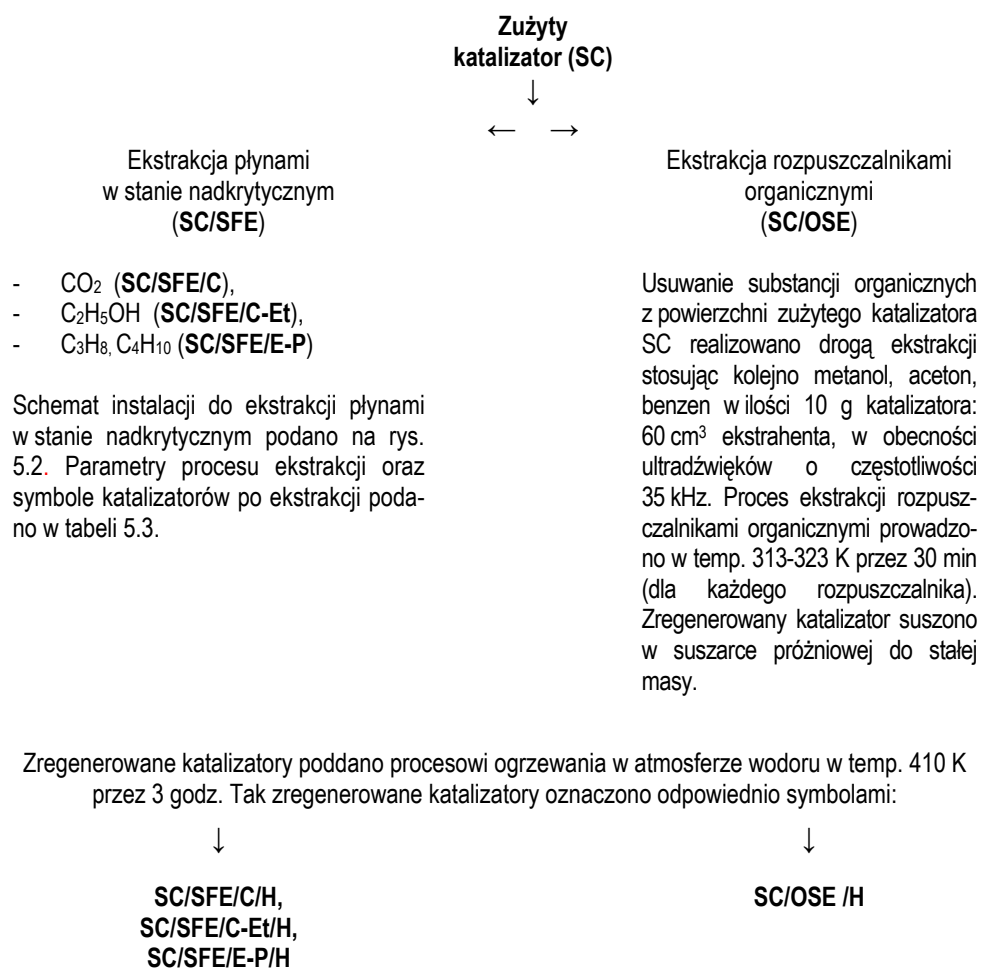 Zużyty
katalizator (SC)
↓
← →
Ekstrakcja płynami
w stanie nadkrytycznym
(SC/SFE)
- CO₂ (SC/SFE/C),
- C₂H₅OH (SC/SFE/C-Et),
- C₃H₈, C₄H₁₀ (SC/SFE/E-P)
Schemat instalacji do ekstrakcji płynami
w stanie nadkrytycznym podano na rys.
5.2. Parametry procesu ekstrakcji oraz
symbole katalizatorów po ekstrakcji poda-
no w tabeli 5.3.
Ekstrakcja rozpuszczalnikami
organicznymi
(SC/OSE)
Usuwanie substancji organicznych
z powierzchni zużytego katalizatora
SC realizowano drogą ekstrakcji
stosując kolejno metanol, aceton,
benzen w ilości 10 g katalizatora:
60 cm³ ekstrahenta, w obecności
ultradźwięków o częstotliwości
35 kHz. Proces ekstrakcji rozpusz-
czalnikami organicznymi prowadzo-
no w temp. 313-323 K przez 30 min
(dla każdego rozpuszczalnika).
Zregenerowany katalizator suszono
w suszarce próżniowej do stałej
masy.
Zregenerowane katalizatory poddano procesowi ogrzewania w atmosferze wodoru w temp. 410 K
przez 3 godz. Tak zregenerowane katalizatory oznaczono odpowiednio symbolami:
↓ ↓
SC/SFE/C/H,
SC/SFE/C-Et/H,
SC/SFE/E-P/H
SC/OSE /H